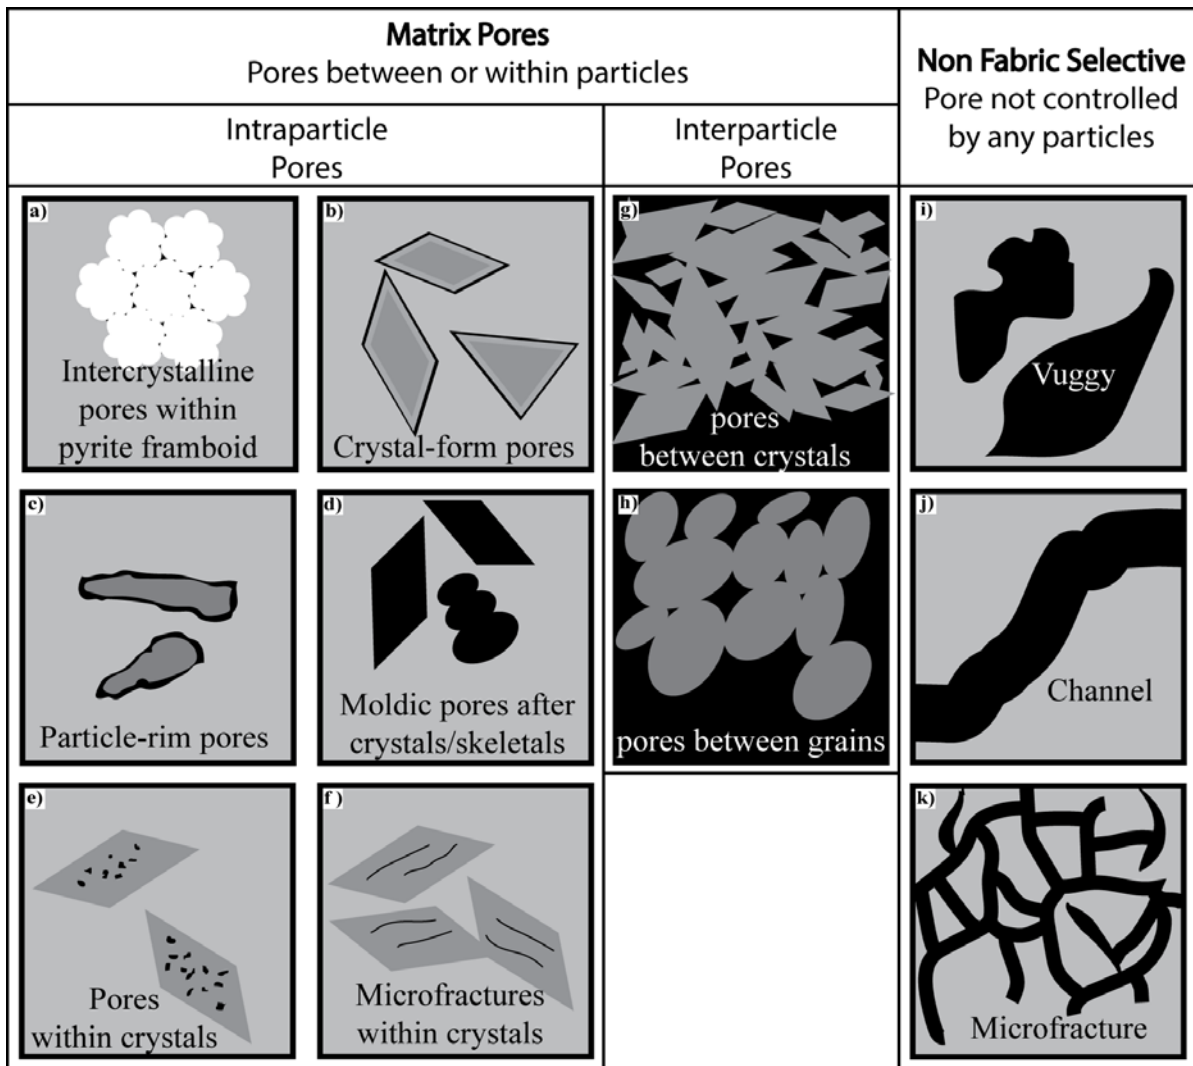 Matrix Pores
Pores between or within particles
Non Fabric Selective
Pore not controlled
by any particles
Intraparticle
Pores
Interparticle
Pores
a)
Intercrystalline
pores within
pyrite framboid
b)
Crystal-form pores
g)
pores
between crystals
i)
Vuggy
c)
Particle-rim pores
d)
Moldic pores after
crystals/skeletals
h)
pores between grains
j)
Channel
e)
Pores
within crystals
f)
Microfractures
within crystals
k)
Microfracture